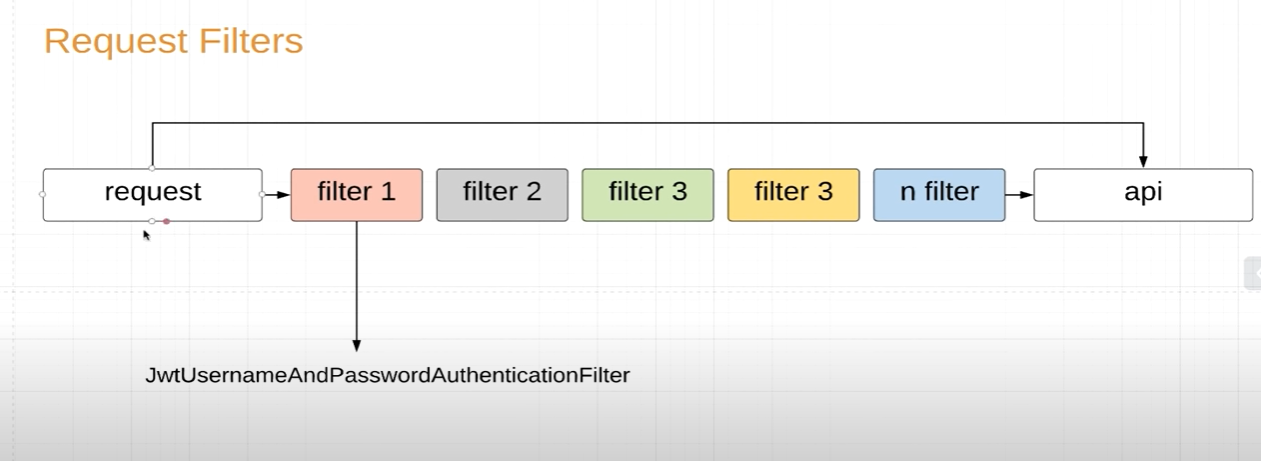 Request Filters
request
filter 1
filter 2
filter 3
filter 3
n filter
api
JwtUsernameAndPasswordAuthenticationFilter